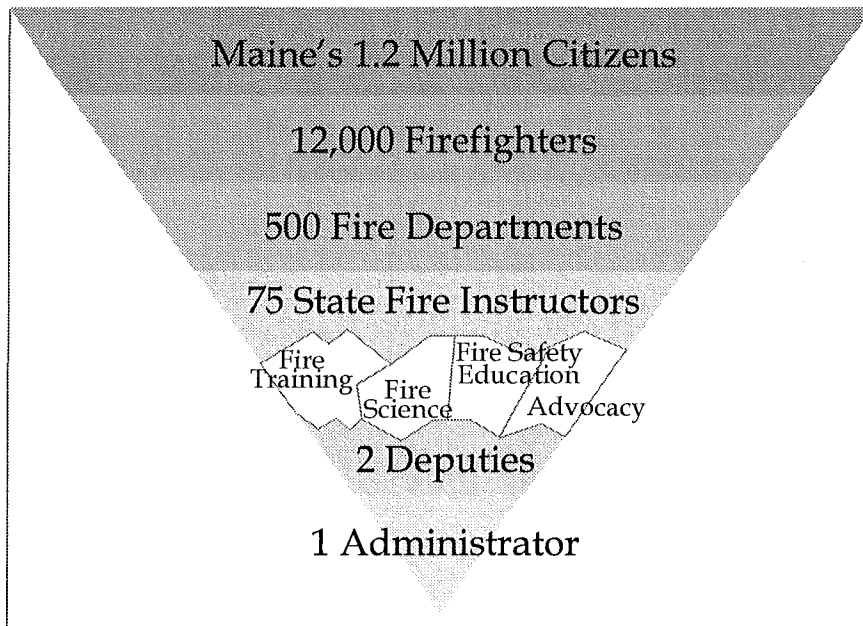 Maine's 1.2 Million Citizens
12,000 Firefighters
500 Fire Departments
75 State Fire Instructors
Fire
Training
Fire
Science
Fire Safety
Education
Advocacy
2 Deputies
1 Administrator